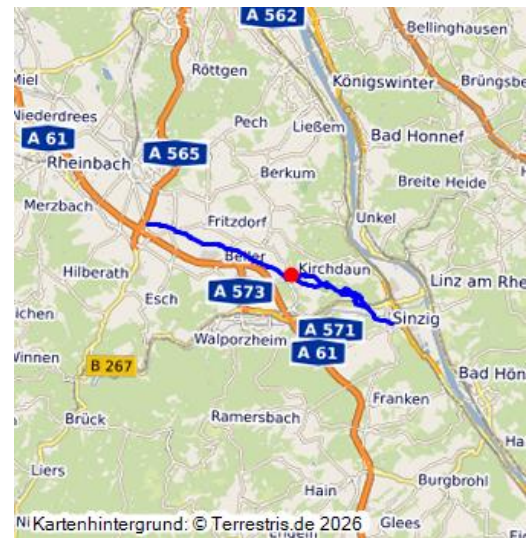 A 562
Bellinghausen
Röttgen
Miel
Königswinter
Brüngsbe
Niederdrees
Pech
Ließem
A 61
Bad Honnef
A 565
Rheinbach
Berkum
Breite Heide
Merzbach
Fritzdorf
Unkel
Beller
Kirchdaun
Hilberath
Linz am Rhe
A 573
Esch
ichen
Sinzig
A 571
Walporzheim
A 61
Winnen
B 267
Bad Hön
Franken
Brück
Ramersbach
Ha
Liers
Burgbrohl
Hain
Kartenhintergrund: © Terrestris.de 2026
Glees